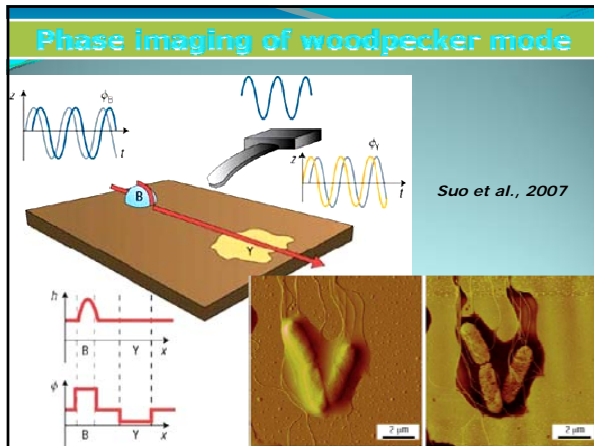 Phase imaging of woodpecker mode
z
ϕB
t
z
ϕY
t
Suo et al., 2007
B
Y
h
B
Y
x
ϕ
B
Y
x
2 µm
2 µm